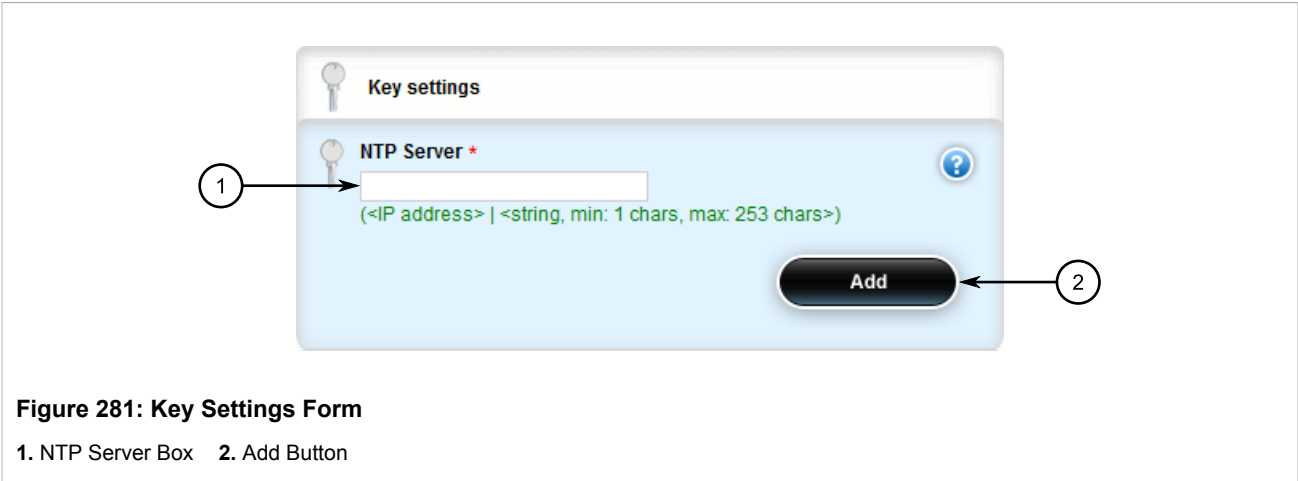 Key settings
NTP Server *
1
(<IP address> | <string, min: 1 chars, max: 253 chars>)
Add
2
Figure 281: Key Settings Form
1. NTP Server Box 2. Add Button